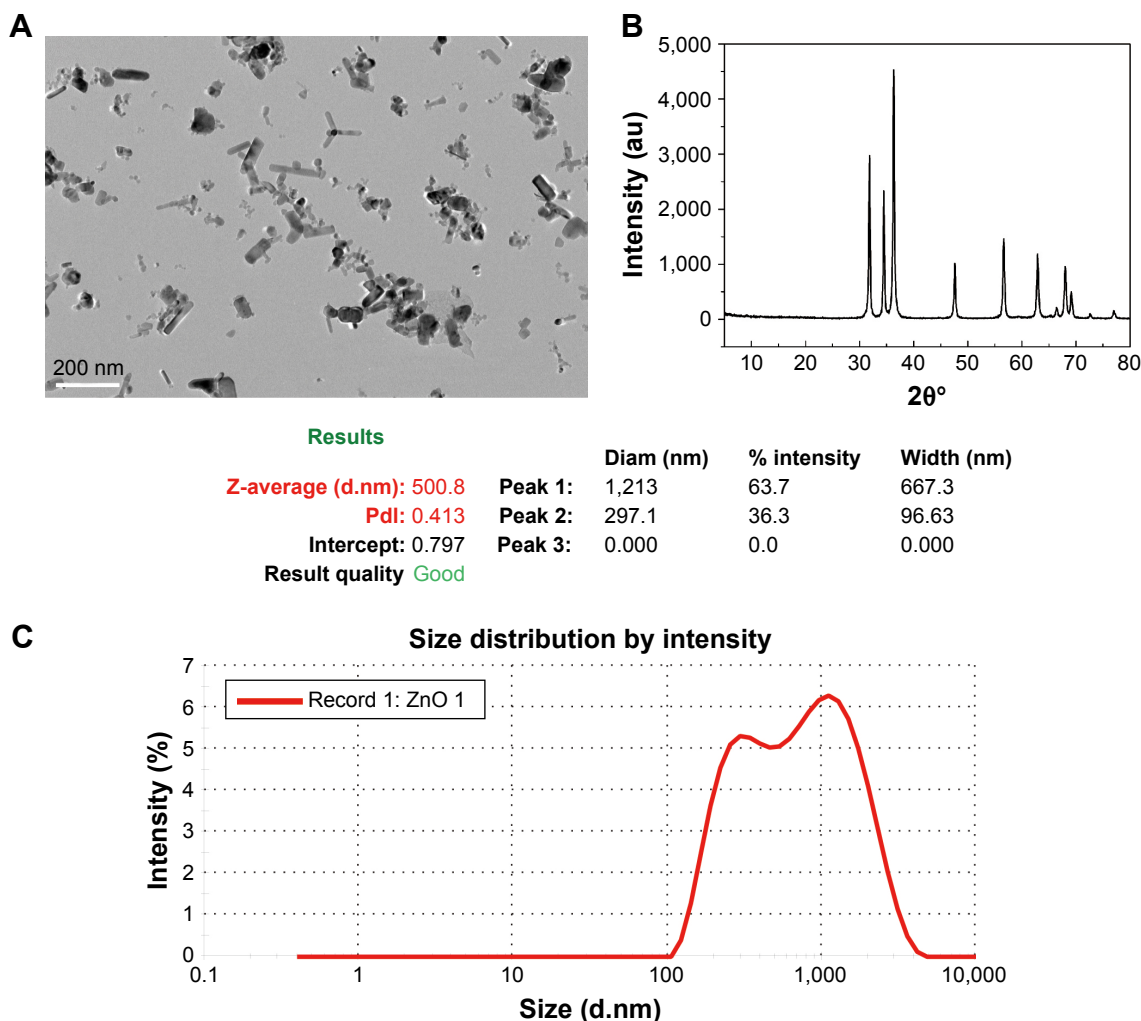 A
200 nm
B
5,000
4,000
3,000
2,000
1,000
0
Intensity (au)
10 20 30 40 50 60 70 80
2θ°
Results
Diam (nm) % intensity Width (nm)
Z-average (d.nm): 500.8 Peak 1: 1,213 63.7 667.3
PdI: 0.413 Peak 2: 297.1 36.3 96.63
Intercept: 0.797 Peak 3: 0.000 0.0 0.000
Result quality Good
C
Size distribution by intensity
7
6
5
4
3
2
1
0
Intensity (%)
Record 1: ZnO 1
0.1 1 10 100 1,000 10,000
Size (d.nm)